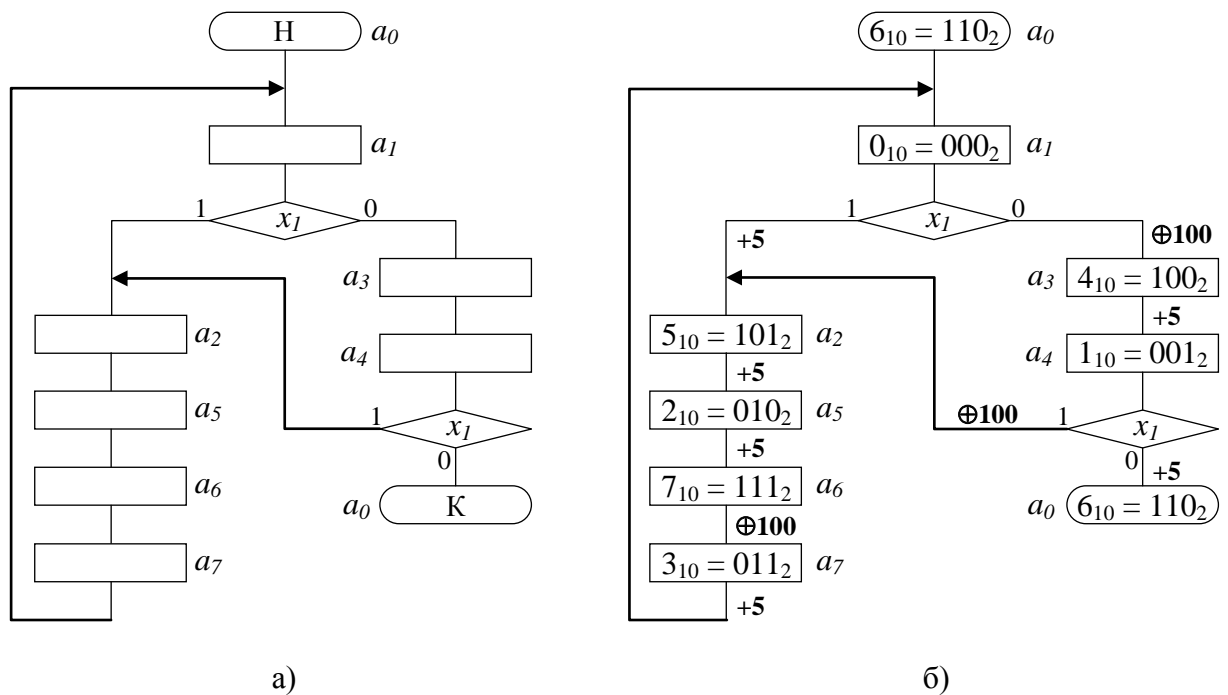 Н a₀
a₁
1 x₁ 0
a₃
a₂
a₄
a₅
1 x₁
0
a₆
a₀ К
a₇
а)
6₁₀ = 110₂ a₀
0₁₀ = 000₂ a₁
1 x₁ 0
+5 ⊕100
a₃ 4₁₀ = 100₂
+5
5₁₀ = 101₂ a₂
a₄ 1₁₀ = 001₂
+5
2₁₀ = 010₂ a₅
⊕100 1 x₁
+5
0 +5
7₁₀ = 111₂ a₆
a₀ 6₁₀ = 110₂
⊕100
3₁₀ = 011₂ a₇
+5
б)